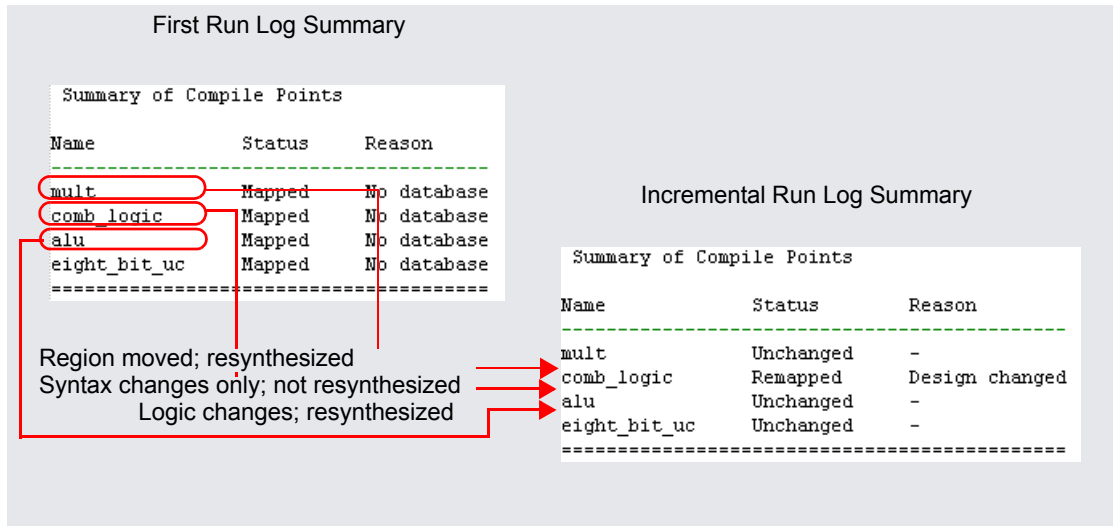 First Run Log Summary
Summary of Compile Points
Name Status Reason
mult Mapped No database
comb_logic Mapped No database
alu Mapped No database
eight_bit_uc Mapped No database
Region moved; resynthesized
Syntax changes only; not resynthesized
Logic changes; resynthesized
Incremental Run Log Summary
Summary of Compile Points
Name Status Reason
mult Unchanged -
comb_logic Remapped Design changed
alu Unchanged -
eight_bit_uc Unchanged -